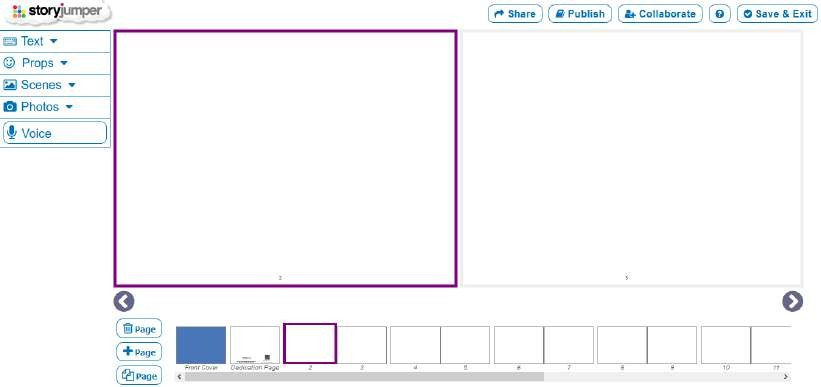 storyjumper
Share Publish Collaborate Save & Exit
Text
Props
Scenes
Photos
Voice
2
3
Page
Page
Page
Front Cover Dedication Page 2 3 4 5 6 7 8 9 10 11